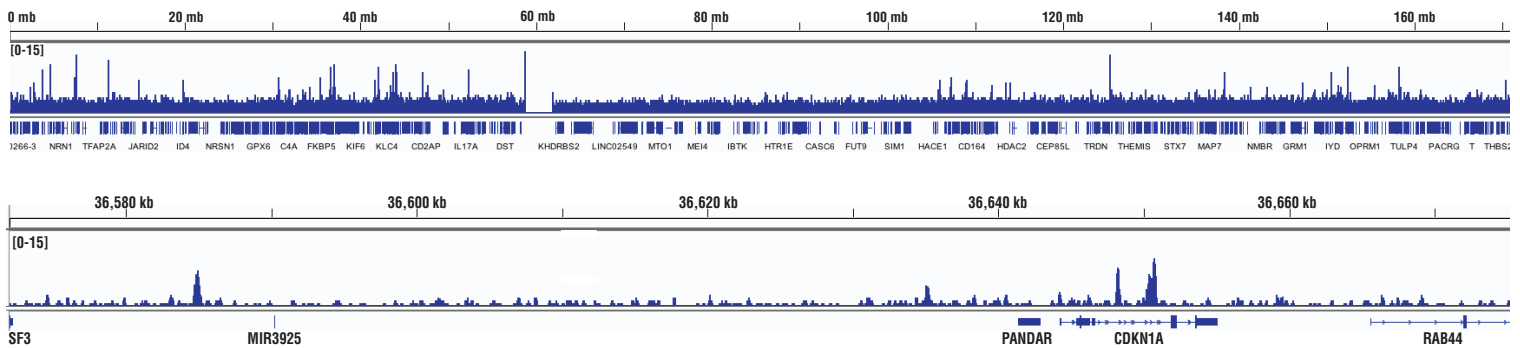 0 mb 20 mb 40 mb 60 mb 80 mb 100 mb 120 mb 140 mb 160 mb
[0-15]
0266-3 NRN1 TFAP2A JARID2 ID4 NRSN1 GPX6 C4A FKBP5 KIF6 KLC4 CD2AP IL17A DST KHDRBS2 LINC02549 MTO1 MEI4 IBTK HTR1E CASC6 FUT9 SIM1 HACE1 CD164 HDAC2 CEP85L TRDN THEMIS STX7 MAP7 NMBR GRM1 IYD OPRM1 TULP4 PACRG T THBS2
36,580 kb 36,600 kb 36,620 kb 36,640 kb 36,660 kb
[0-15]
SF3 MIR3925 PANDAR CDKN1A RAB44